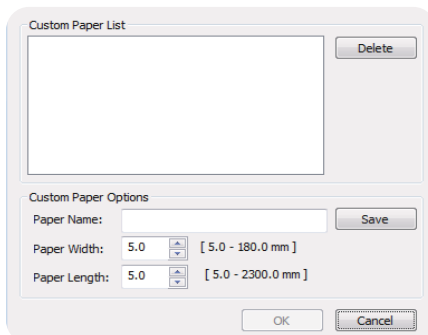 Custom Paper List
Delete
Custom Paper Options
Paper Name:
Save
Paper Width: 5.0 [ 5.0 - 180.0 mm ]
Paper Length: 5.0 [ 5.0 - 2300.0 mm ]
OK Cancel